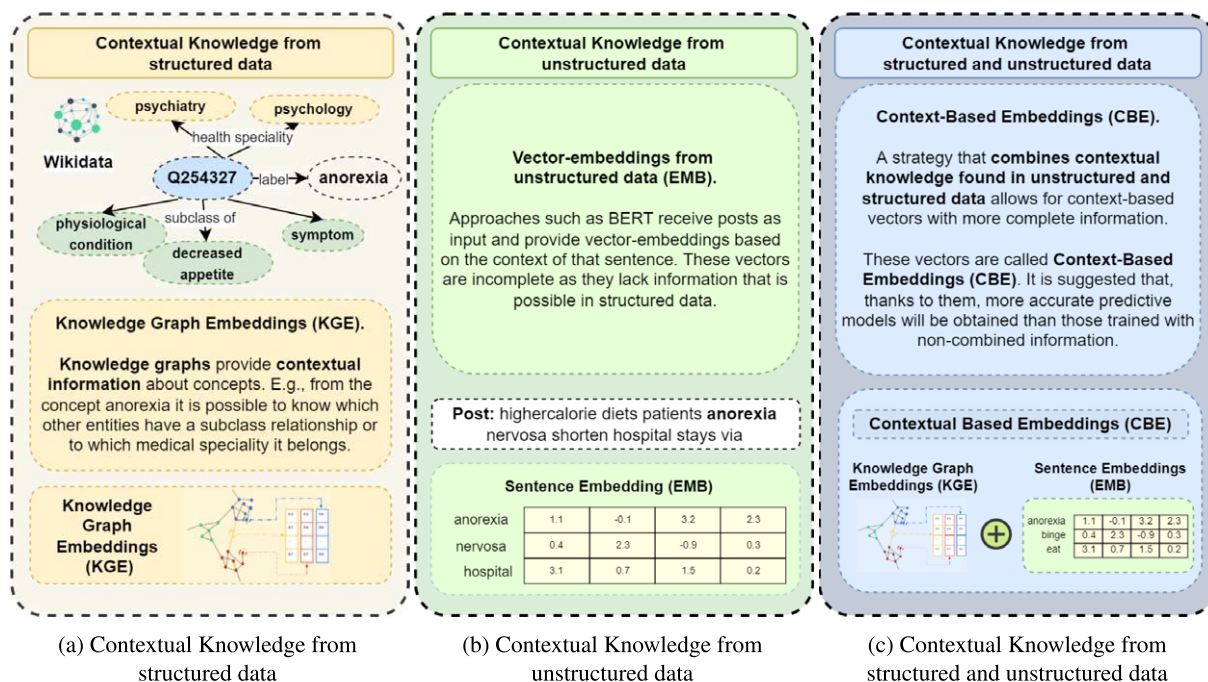 Contextual Knowledge from
structured data
psychiatry
psychology
health speciality
Wikidata
Q254327
label
anorexia
physiological
condition
subclass of
symptom
decreased
appetite
Knowledge Graph Embeddings (KGE).
Knowledge graphs provide contextual
information about concepts. E.g., from the
concept anorexia it is possible to know which
other entities have a subclass relationship or
to which medical speciality it belongs.
Knowledge
Graph
Embeddings
(KGE)
(a) Contextual Knowledge from
structured data
Contextual Knowledge from
unstructured data
Vector-embeddings from
unstructured data (EMB).
Approaches such as BERT receive posts as
input and provide vector-embeddings based
on the context of that sentence. These vectors
are incomplete as they lack information that is
possible in structured data.
Post: highercalorie diets patients anorexia
nervosa shorten hospital stays via
Sentence Embedding (EMB)
anorexia 1.1 -0.1 3.2 2.3
nervosa 0.4 2.3 -0.9 0.3
hospital 3.1 0.7 1.5 0.2
(b) Contextual Knowledge from
unstructured data
Contextual Knowledge from
structured and unstructured data
Context-Based Embeddings (CBE).
A strategy that combines contextual
knowledge found in unstructured and
structured data allows for context-based
vectors with more complete information.
These vectors are called Context-Based
Embeddings (CBE). It is suggested that,
thanks to them, more accurate predictive
models will be obtained than those trained with
non-combined information.
Contextual Based Embeddings (CBE)
Knowledge Graph
Embeddings (KGE)
Sentence Embeddings
(EMB)
anorexia 1.1 -0.1 3.2 2.3
binge 0.4 2.3 -0.9 0.3
eat 3.1 0.7 1.5 0.2
(c) Contextual Knowledge from
structured and unstructured data